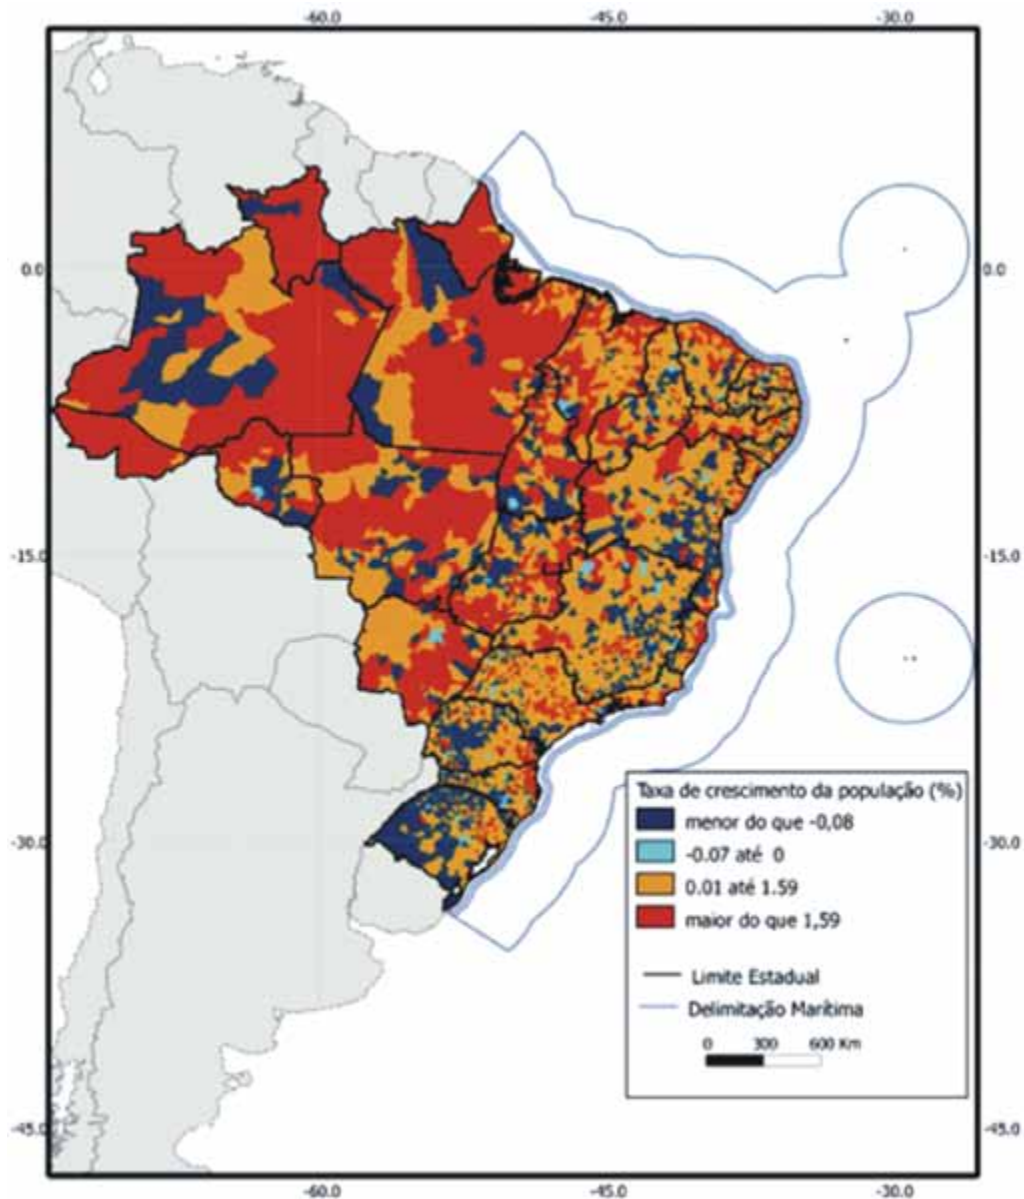 -60.0 -45.0 -30.0
0.0 0.0
-15.0 -15.0
-30.0 -30.0
-45.0 -45.0
-60.0 -45.0 -30.0
Taxa de crescimento da população (%)
menor do que -0,08
-0.07 até 0
0.01 até 1.59
maior do que 1,59
Limite Estadual
Delimitação Marítima
0 300 600 Km